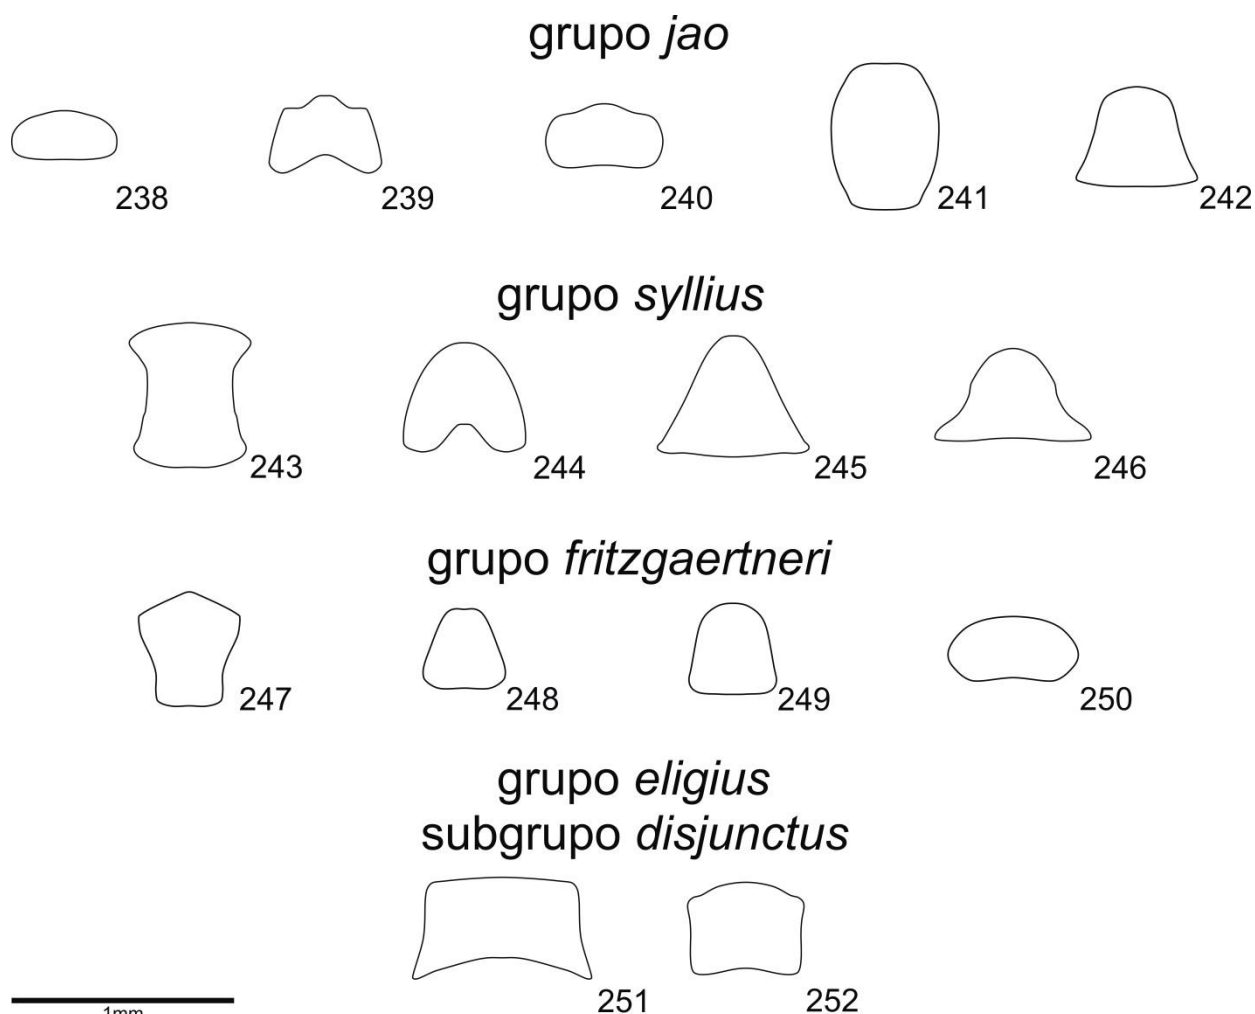 grupo jao
238 239 240 241 242
grupo syllius
243 244 245 246
grupo fritzgaertneri
247 248 249 250
grupo eligius
subgrupo disjunctus
251 252
1mm